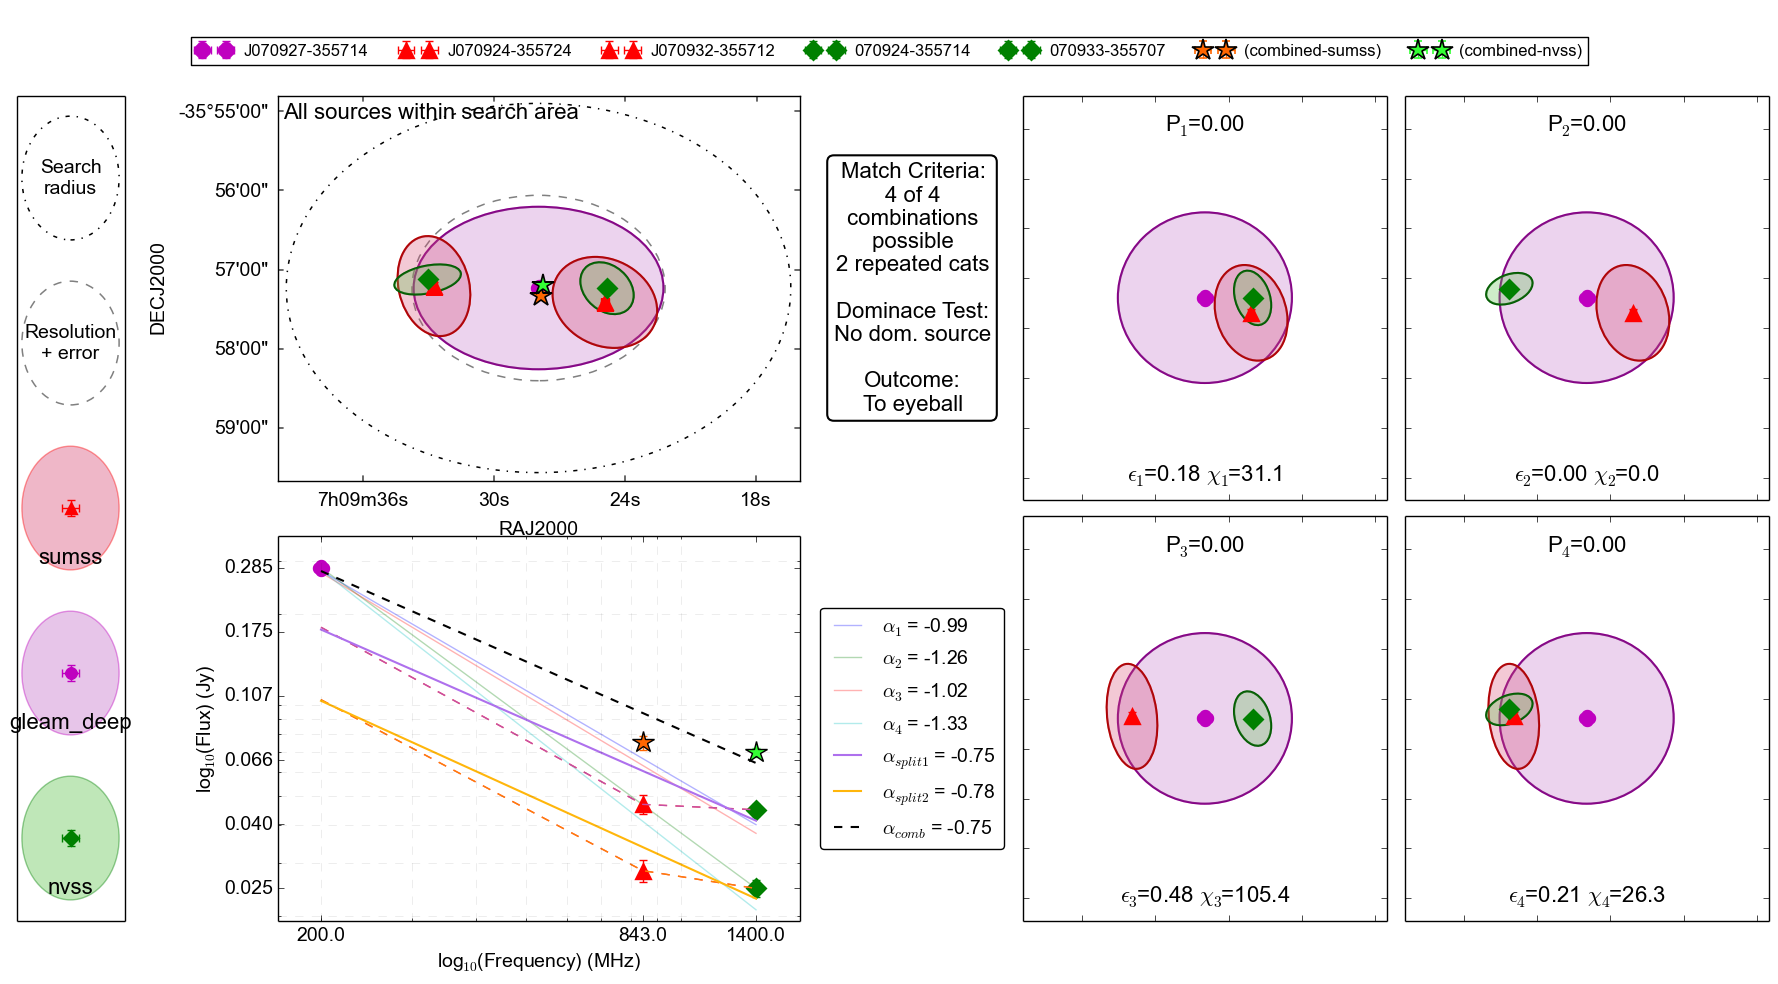 J070927-355714 J070924-355724 J070932-355712 070924-355714 070933-355707 (combined-sumss) (combined-nvss)
Search
radius
Resolution
+ error
sumss
gleam_deep
nvss
All sources within search area
DECJ2000
-35°55'00"
56'00"
57'00"
58'00"
59'00"
7h09m36s 30s 24s 18s
RAJ2000
Match Criteria:
4 of 4
combinations
possible
2 repeated cats
Dominace Test:
No dom. source
Outcome:
To eyeball
P1=0.00
ϵ1=0.18 χ1=31.1
P2=0.00
ϵ2=0.00 χ2=0.0
log10(Flux) (Jy)
0.285
0.175
0.107
0.066
0.040
0.025
200.0 843.0 1400.0
log10(Frequency) (MHz)
α1 = -0.99
α2 = -1.26
α3 = -1.02
α4 = -1.33
αsplit1 = -0.75
αsplit2 = -0.78
αcomb = -0.75
P3=0.00
ϵ3=0.48 χ3=105.4
P4=0.00
ϵ4=0.21 χ4=26.3